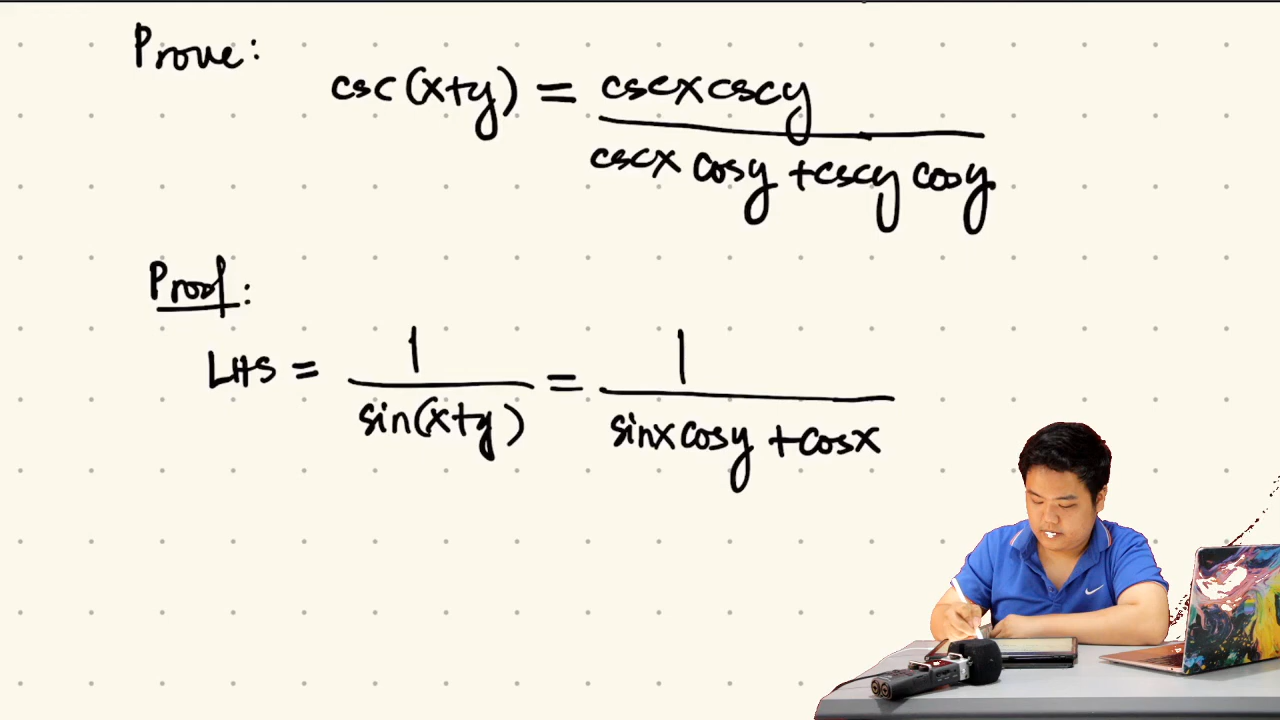 Prove:
csc(x+y) = cscx cscy / cscx cosy + cscy cosy
Proof:
LHS = 1 / sin(x+y) = 1 / sinx cosy + cosx